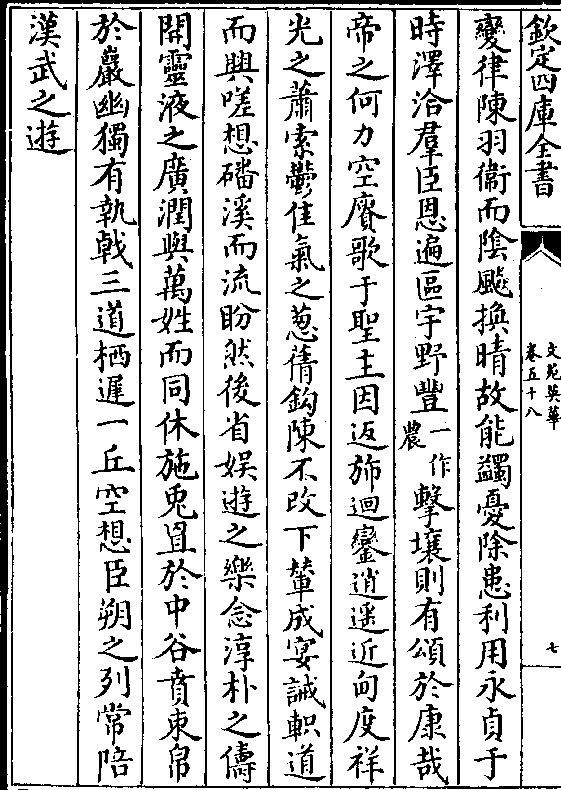 欽定四庫全書
文苑英華
卷五十八
七
變律陳羽衞而陰飈換晴故能蠲憂除患利用永貞于
時澤洽羣臣恩遍區宇野豐一作農擊壤則有頌於康哉
帝之何力空賡歌于聖主因返斾迴鑾逍遥近甸度祥
光之蕭索鬱佳氣之葱蒨鈎陳不改下輦成宴誡軹道
而興嗟想磻溪而流盼然後省娱遊之樂念淳朴之儔
開靈液之廣潤與萬姓而同休施兎罝於中谷賁束帛
於巖幽獨有執㦸三道栖遲一丘空想臣朔之列常陪
漢武之遊